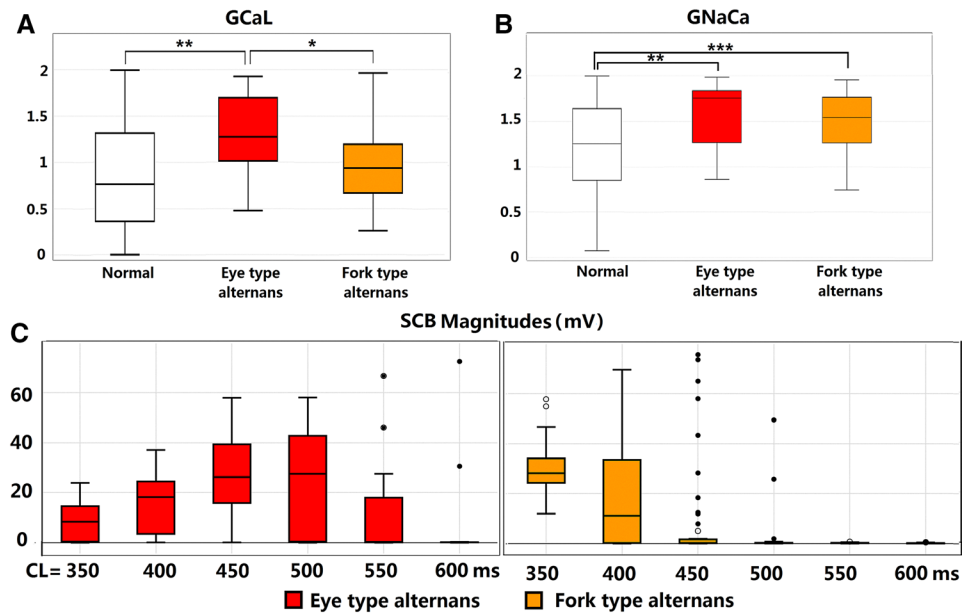 A
GCaL
**
*
2
1.5
1
0.5
0
Normal
Eye type
alternans
Fork type
alternans
B
GNaCa
***
**
2
1.5
1
0.5
0
Normal
Eye type
alternans
Fork type
alternans
C
SCB Magnitudes (mV)
60
40
20
0
CL= 350 400 450 500 550 600 ms
350 400 450 500 550 600 ms
Eye type alternans Fork type alternans